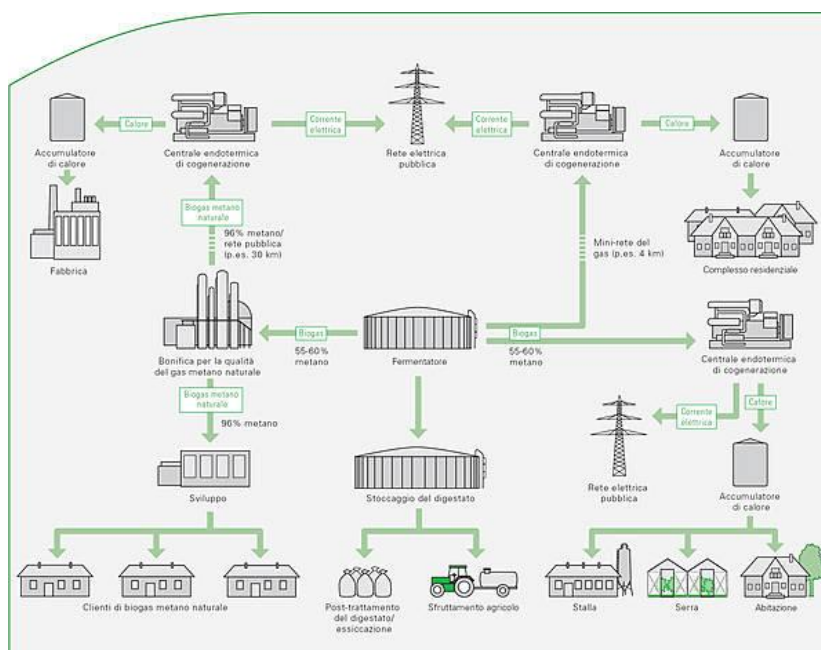 Calore
Corrente
elettrica
Corrente
elettrica
Calore
Accumulatore
di calore
Centrale endotermica
di cogenerazione
Rete elettrica
pubblica
Centrale endotermica
di cogenerazione
Accumulatore
di calore
Biogas metano
naturale
96% metano/
rete pubblica
(p.es. 30 km)
Mini-rete del
gas (p.es. 4 km)
Fabbrica
Complesso residenziale
Biogas
55-60%
metano
Biogas
55-60%
metano
Bonifica per la qualità
del gas metano naturale
Fermentatore
Centrale endotermica
di cogenerazione
Biogas metano
naturale
96% metano
Corrente
elettrica
Calore
Sviluppo
Stoccaggio del digestato
Rete elettrica
pubblica
Accumulatore
di calore
Clienti di biogas metano naturale
Post-trattamento
del digestato/
essiccazione
Sfruttamento agricolo
Stalla
Serra
Abitazione